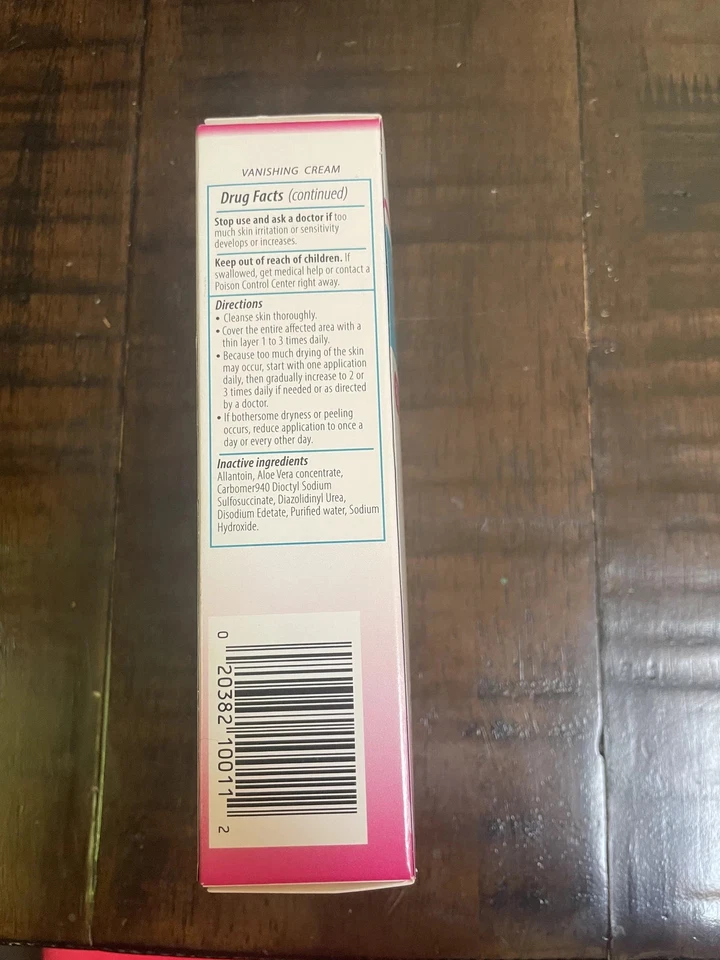 VANISHING CREAM
Drug Facts (continued)
Stop use and ask a doctor if too
much skin irritation or sensitivity
develops or increases.
Keep out of reach of children. If
swallowed, get medical help or contact a
Poison Control Center right away.
Directions
• Cleanse skin thoroughly.
• Cover the entire affected area with a
thin layer 1 to 3 times daily.
• Because too much drying of the skin
may occur, start with one application
daily, then gradually increase to 2 or
3 times daily if needed or as directed
by a doctor.
• If bothersome dryness or peeling
occurs, reduce application to once a
day or every other day.
Inactive ingredients
Allantoin, Aloe Vera concentrate,
Carbomer940 Dioctyl Sodium
Sulfosuccinate, Diazolidinyl Urea,
Disodium Edetate, Purified water, Sodium
Hydroxide.
0 20382 10011 2